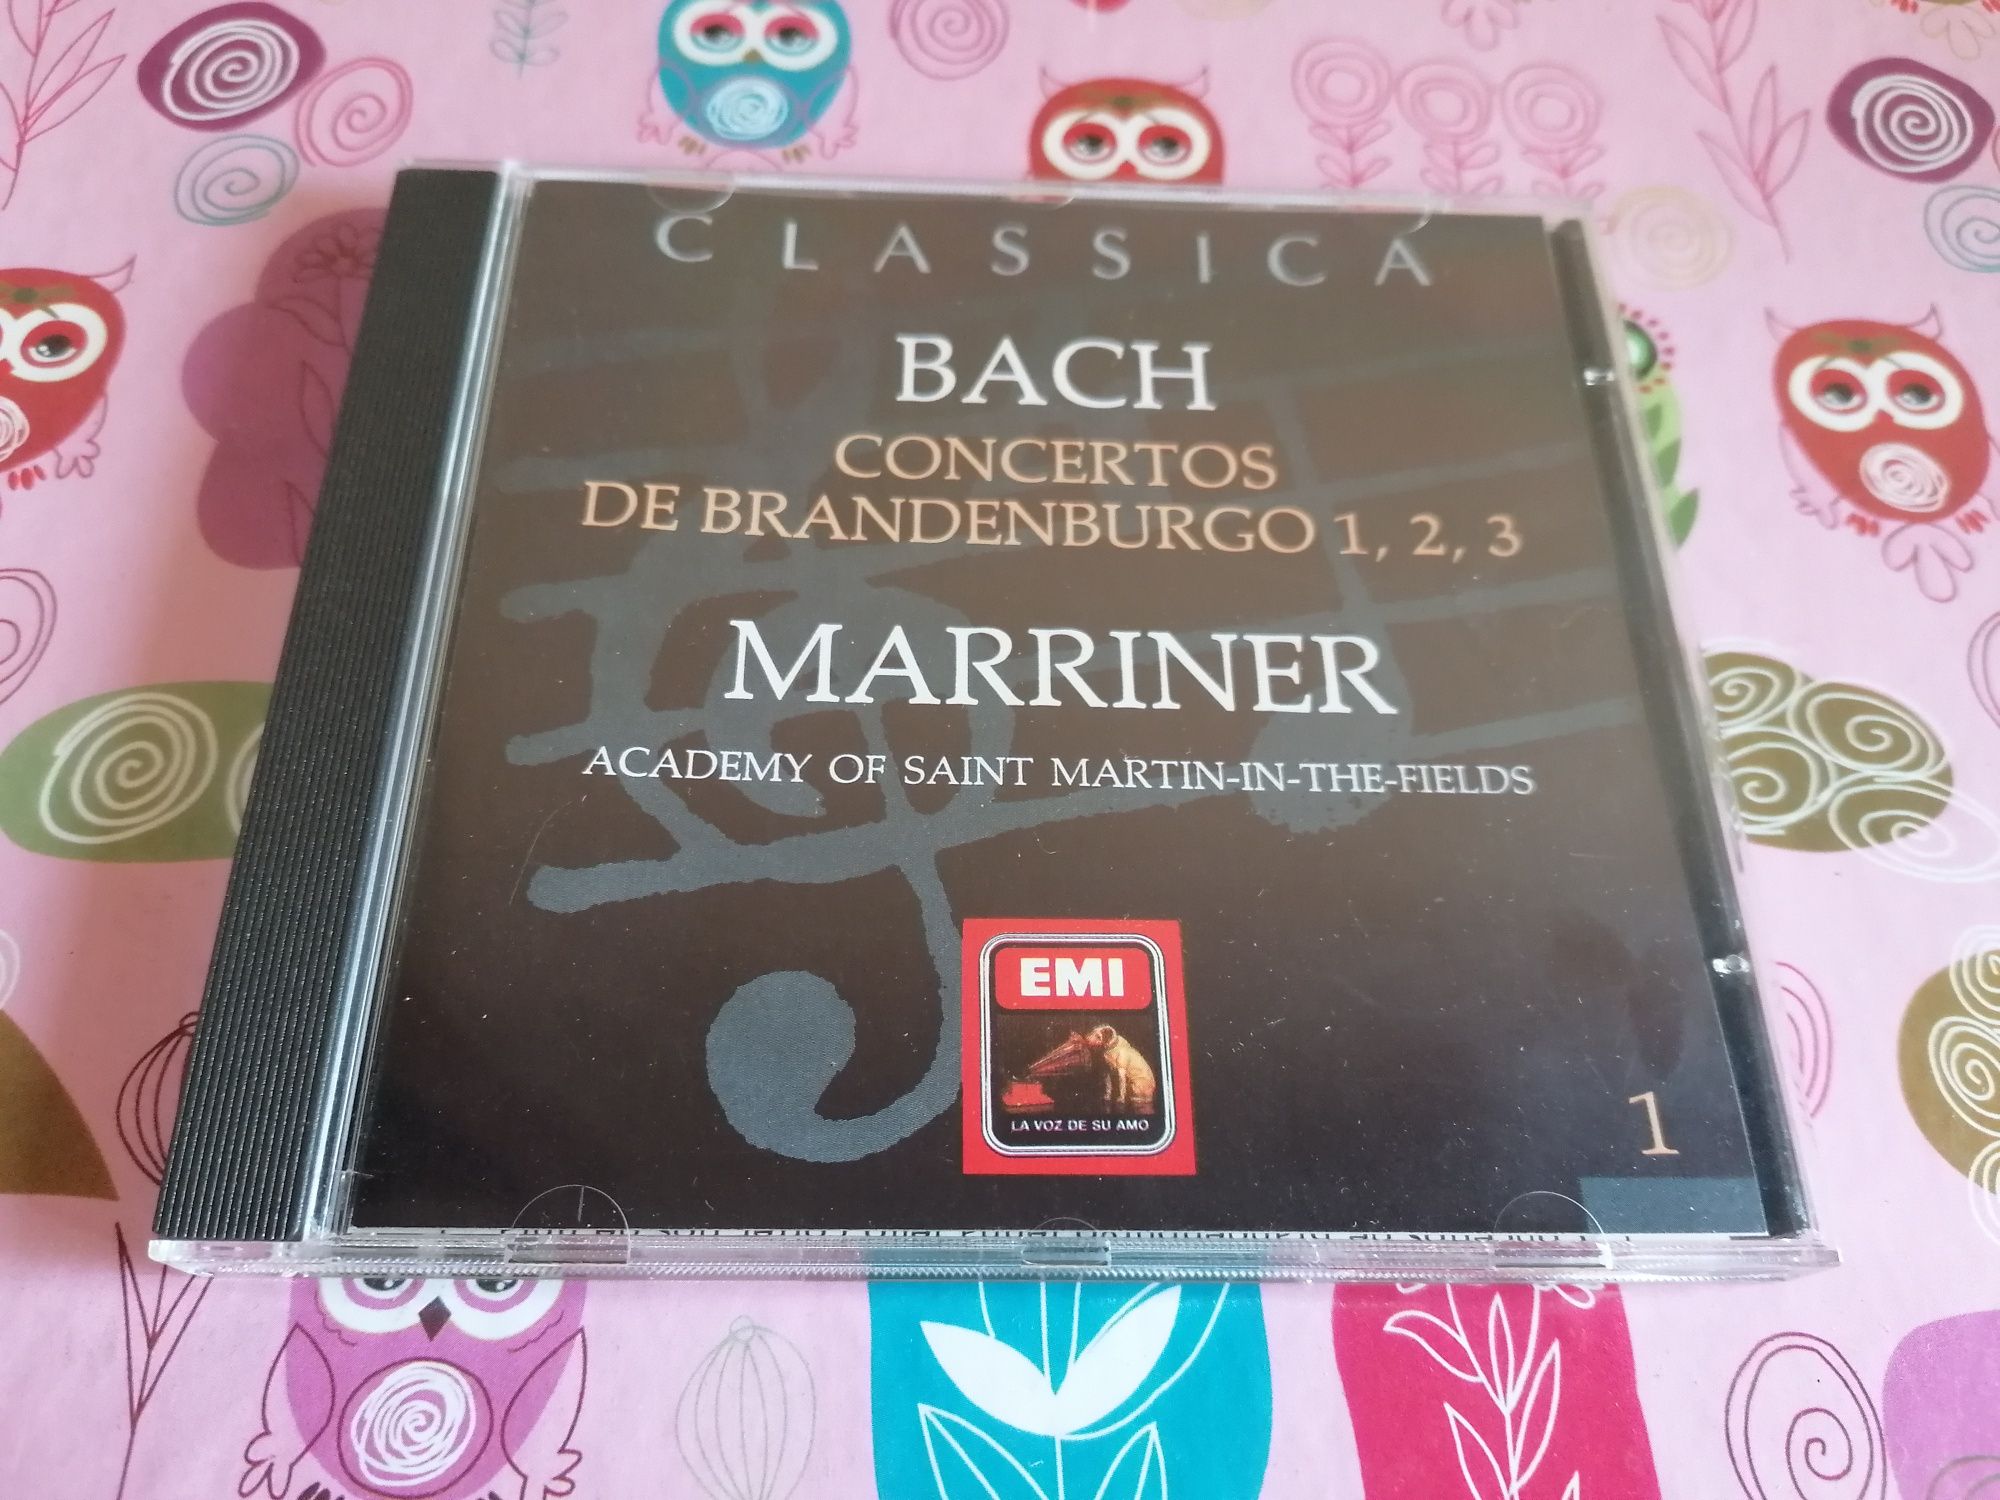 CLASSICA
BACH
CONCERTOS
DE BRANDENBURGO 1, 2, 3
MARRINER
ACADEMY OF SAINT MARTIN-IN-THE-FIELDS
EMI
LA VOZ DE SU AMO
1